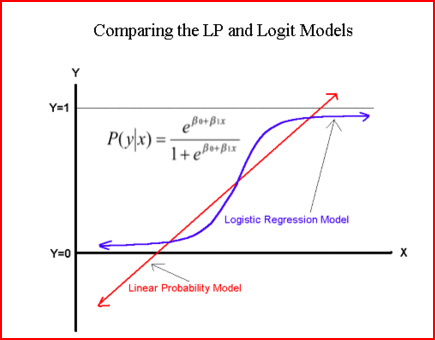 Comparing the LP and Logit Models
Y
Y=1
P(y|x) = e^{β0+β1x} / 1 + e^{β0+β1x}
Logistic Regression Model
Y=0
X
Linear Probability Model